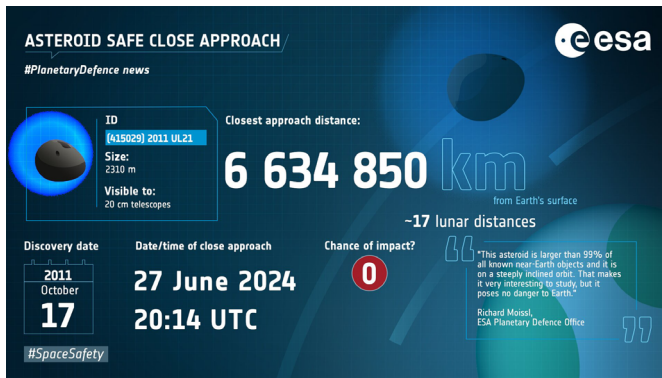 ASTEROID SAFE CLOSE APPROACH
esa
#PlanetaryDefence news
ID
(415029) 2011 UL21
Size:
2310 m
Visible to:
20 cm telescopes
Closest approach distance:
6 634 850 km
from Earth's surface
~17 lunar distances
Discovery date
2011
October
17
Date/time of close approach
27 June 2024
20:14 UTC
Chance of impact?
0
"This asteroid is larger than 99% of
all known near-Earth objects and it is
on a steeply inclined orbit. That makes
it very interesting to study, but it
poses no danger to Earth."
Richard Moissl,
ESA Planetary Defence Office
#SpaceSafety